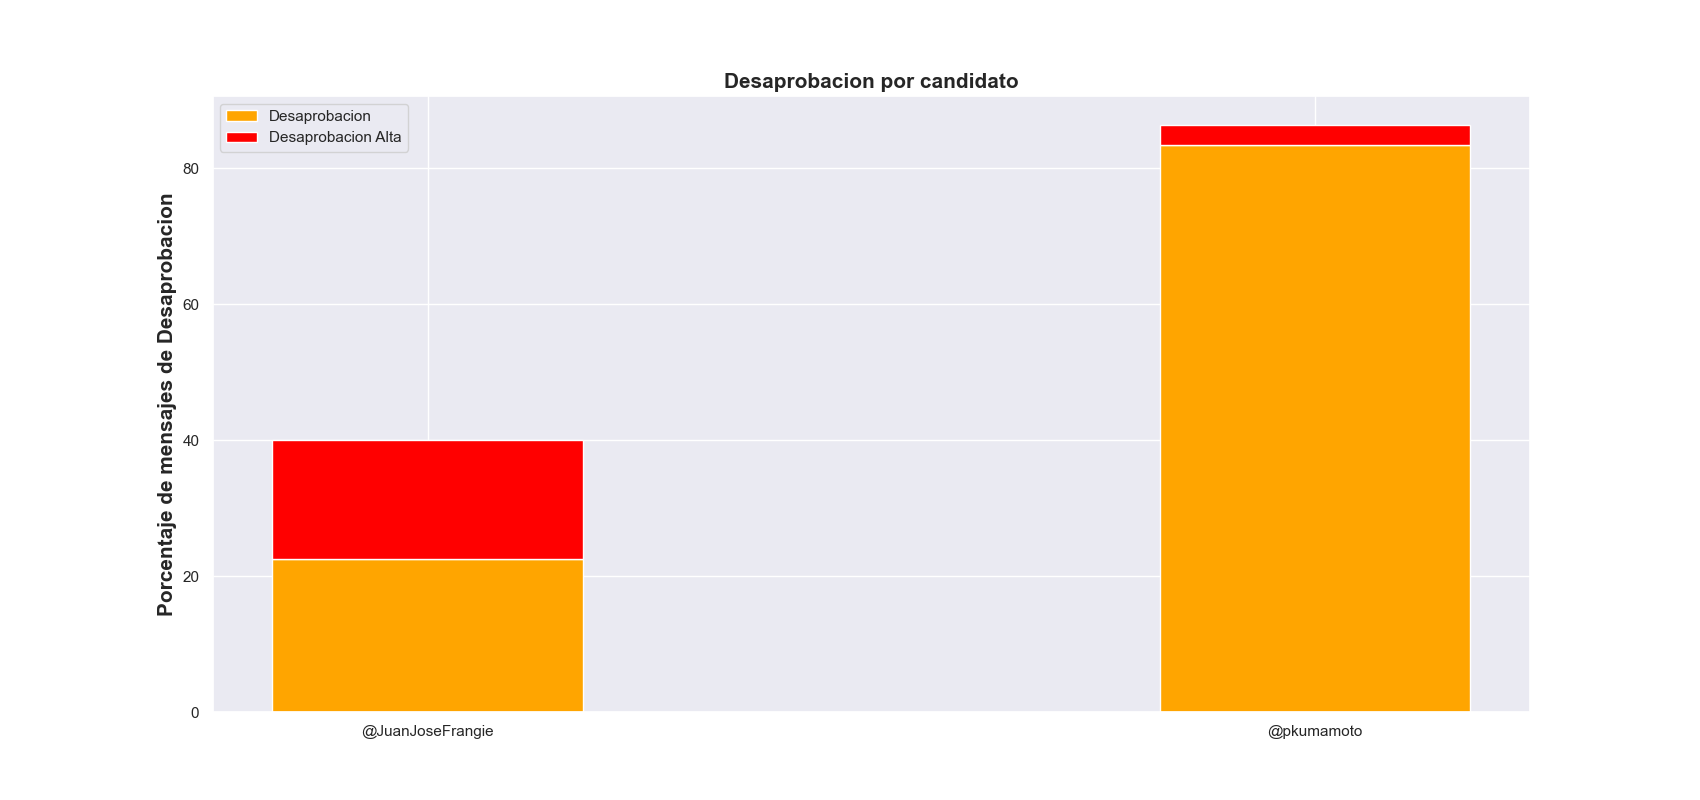 Desaprobacion por candidato
Desaprobacion
Desaprobacion Alta
Porcentaje de mensajes de Desaprobacion
80
60
40
20
0
@JuanJoseFrangie
@pkumamoto